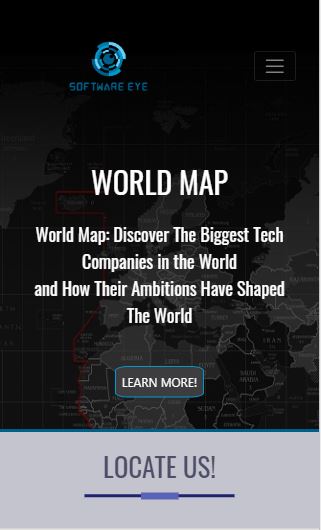 SOFTWARE EYE
WORLD MAP
World Map: Discover The Biggest Tech
Companies in the World
and How Their Ambitions Have Shaped
The World
LEARN MORE!
LOCATE US!